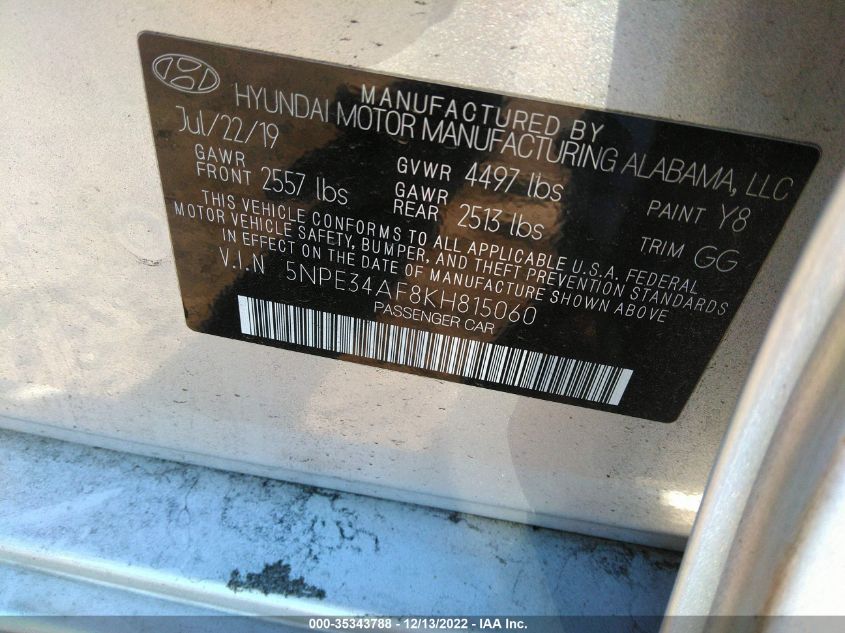 MANUFACTURED BY
HYUNDAI MOTOR MANUFACTURING ALABAMA, LLC
Jul/22/19
GAWR FRONT 2557 lbs
GVWR 4497 lbs
GAWR REAR 2513 lbs
PAINT Y8
TRIM GG
THIS VEHICLE CONFORMS TO ALL APPLICABLE U.S.A. FEDERAL
MOTOR VEHICLE SAFETY, BUMPER, AND THEFT PREVENTION STANDARDS
IN EFFECT ON THE DATE OF MANUFACTURE SHOWN ABOVE
V.I.N 5NPE34AF8KH815060
PASSENGER CAR
000-35343788 - 12/13/2022 - IAA Inc.